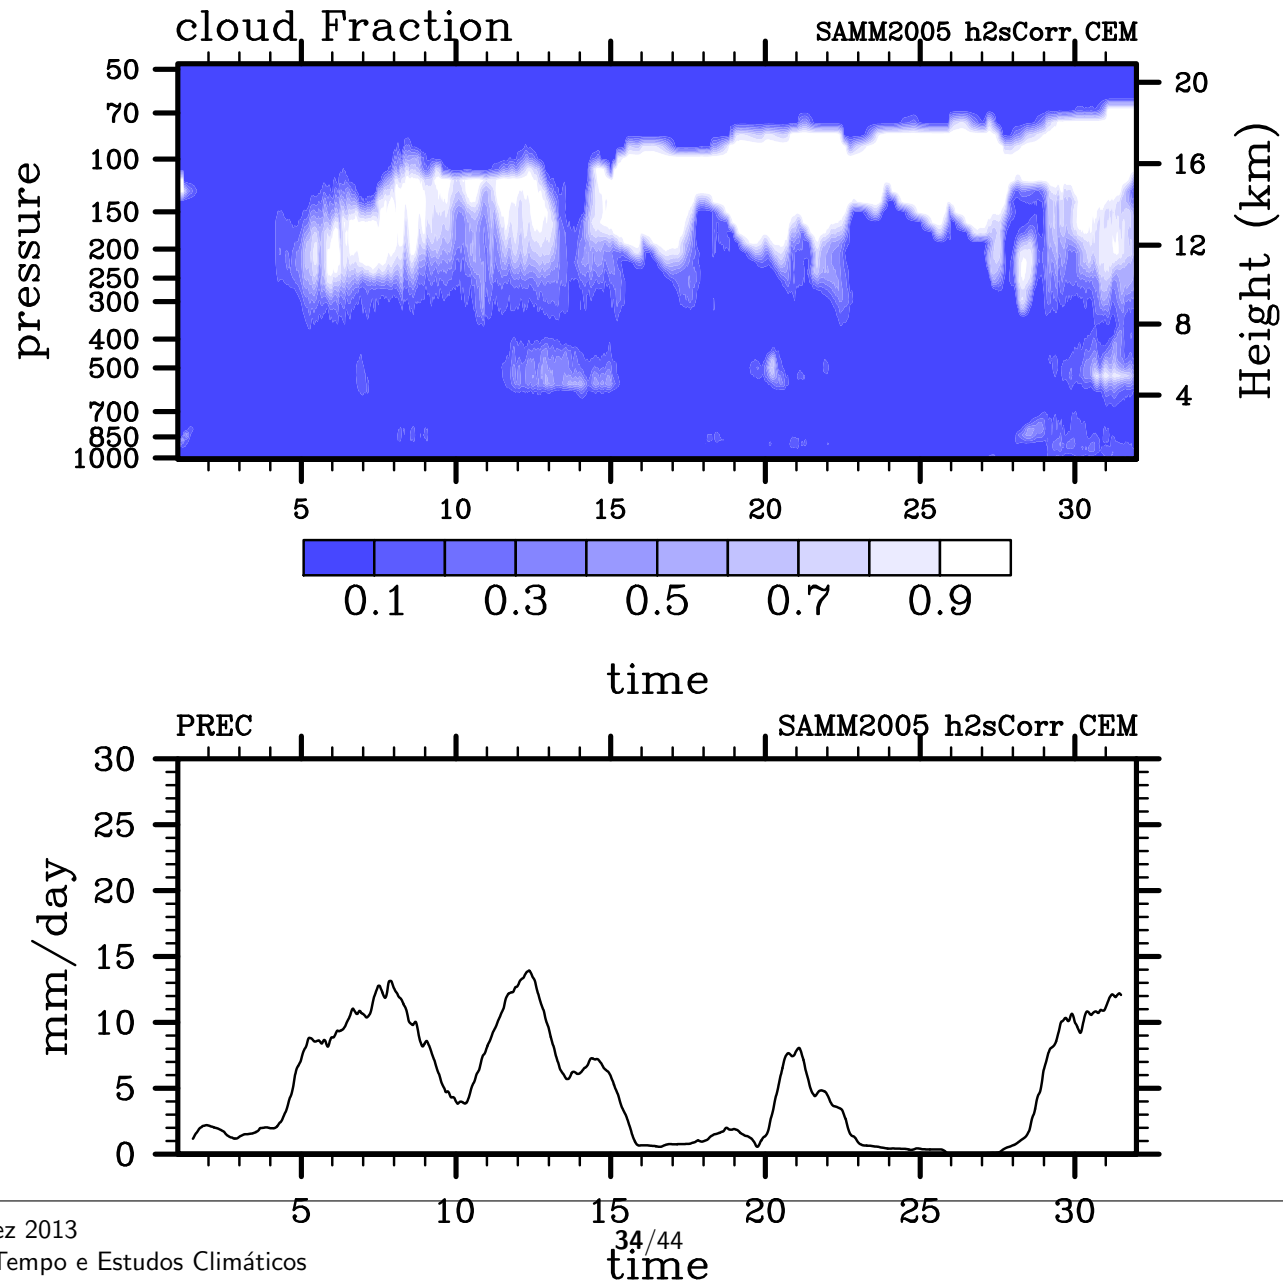 cloud Fraction SAMM2005 h2sCorr CEM
50
70
100
150
200
250
300
400
500
700
850
1000
pressure
20
16
12
8
4
Height (km)
5 10 15 20 25 30
0.1 0.3 0.5 0.7 0.9
time
PREC SAMM2005 h2sCorr CEM
30
25
20
15
10
5
0
mm/day
5 10 15 20 25 30
time
ez 2013
34/44
Tempo e Estudos Climáticos